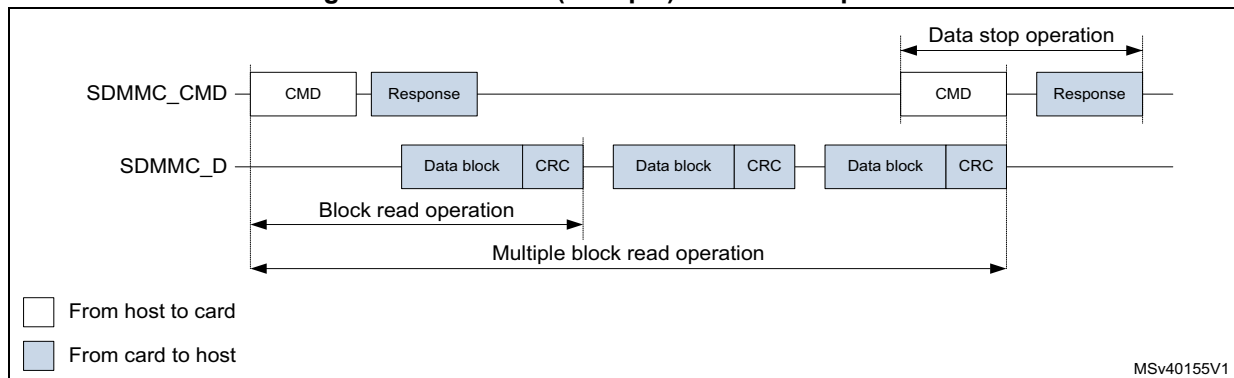 Data stop operation
SDMMC_CMD CMD Response CMD Response
SDMMC_D Data block CRC Data block CRC Data block CRC
Block read operation
Multiple block read operation
From host to card
From card to host
MSv40155V1